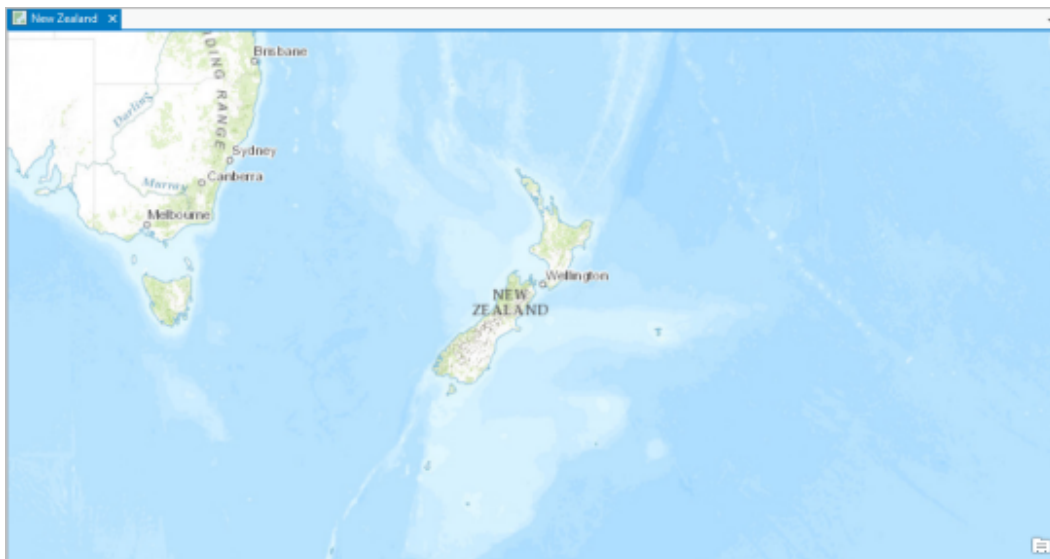 New Zealand
DING RANGE
Brisbane
Darling
Sydney
Murray
Canberra
Melbourne
Wellington
NEW
ZEALAND